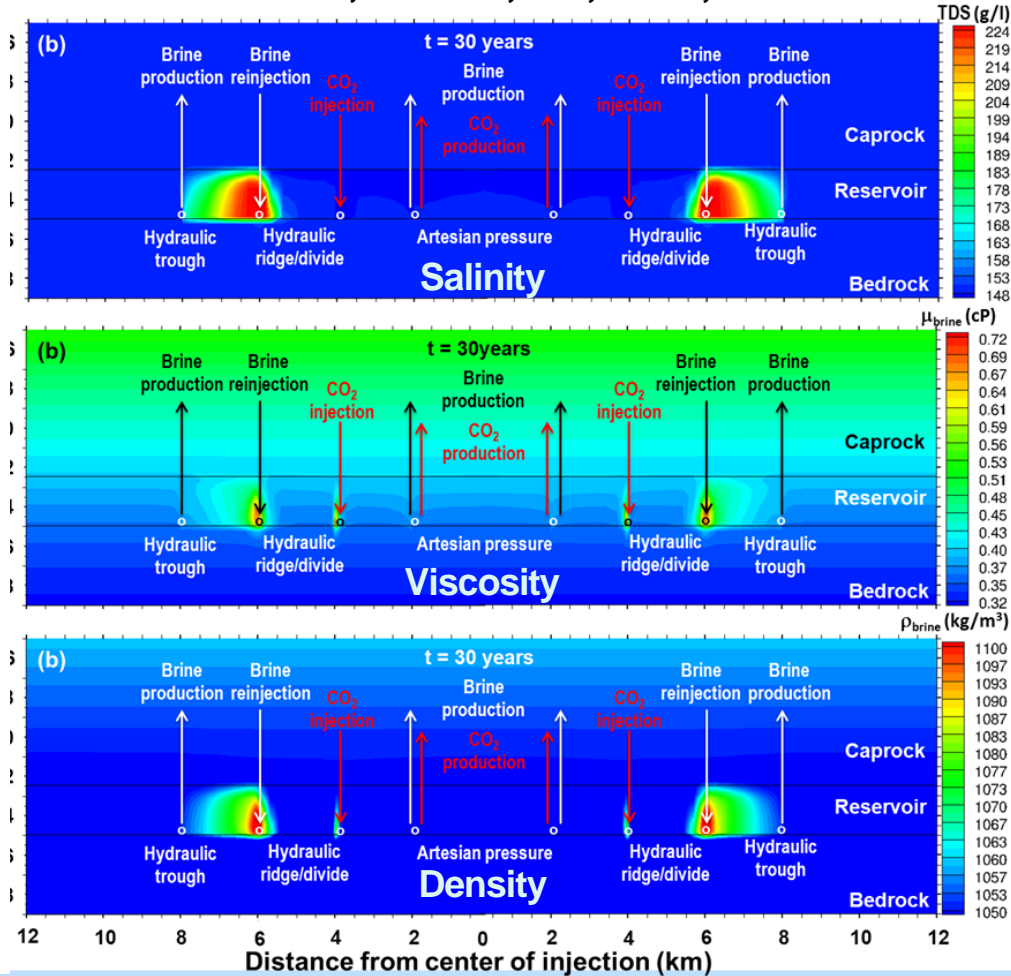 TDS (g/l)
(b)
t = 30 years
Brine
production
Brine
reinjection
CO2
injection
Brine
production
CO2
production
CO2
injection
Brine
reinjection
Brine
production
Caprock
Reservoir
Hydraulic
trough
Hydraulic
ridge/divide
Artesian pressure
Hydraulic
ridge/divide
Hydraulic
trough
Salinity
Bedrock
224
219
214
209
204
199
194
189
183
178
173
168
163
158
153
148
μbrine (cP)
(b)
t = 30years
Brine
production
Brine
reinjection
CO2
injection
Brine
production
CO2
production
CO2
injection
Brine
reinjection
Brine
production
Caprock
Reservoir
Hydraulic
trough
Hydraulic
ridge/divide
Artesian pressure
Hydraulic
ridge/divide
Hydraulic
trough
Viscosity
Bedrock
0.72
0.69
0.67
0.64
0.61
0.59
0.56
0.53
0.51
0.48
0.45
0.43
0.40
0.37
0.35
0.32
ρbrine (kg/m³)
(b)
t = 30 years
Brine
production
Brine
reinjection
CO2
injection
Brine
production
CO2
production
CO2
injection
Brine
reinjection
Brine
production
Caprock
Reservoir
Hydraulic
trough
Hydraulic
ridge/divide
Artesian pressure
Hydraulic
ridge/divide
Hydraulic
trough
Density
Bedrock
1100
1097
1093
1090
1087
1083
1080
1077
1073
1070
1067
1063
1060
1057
1053
1050
12 10 8 6 4 2 0 2 4 6 8 10 12
Distance from center of injection (km)